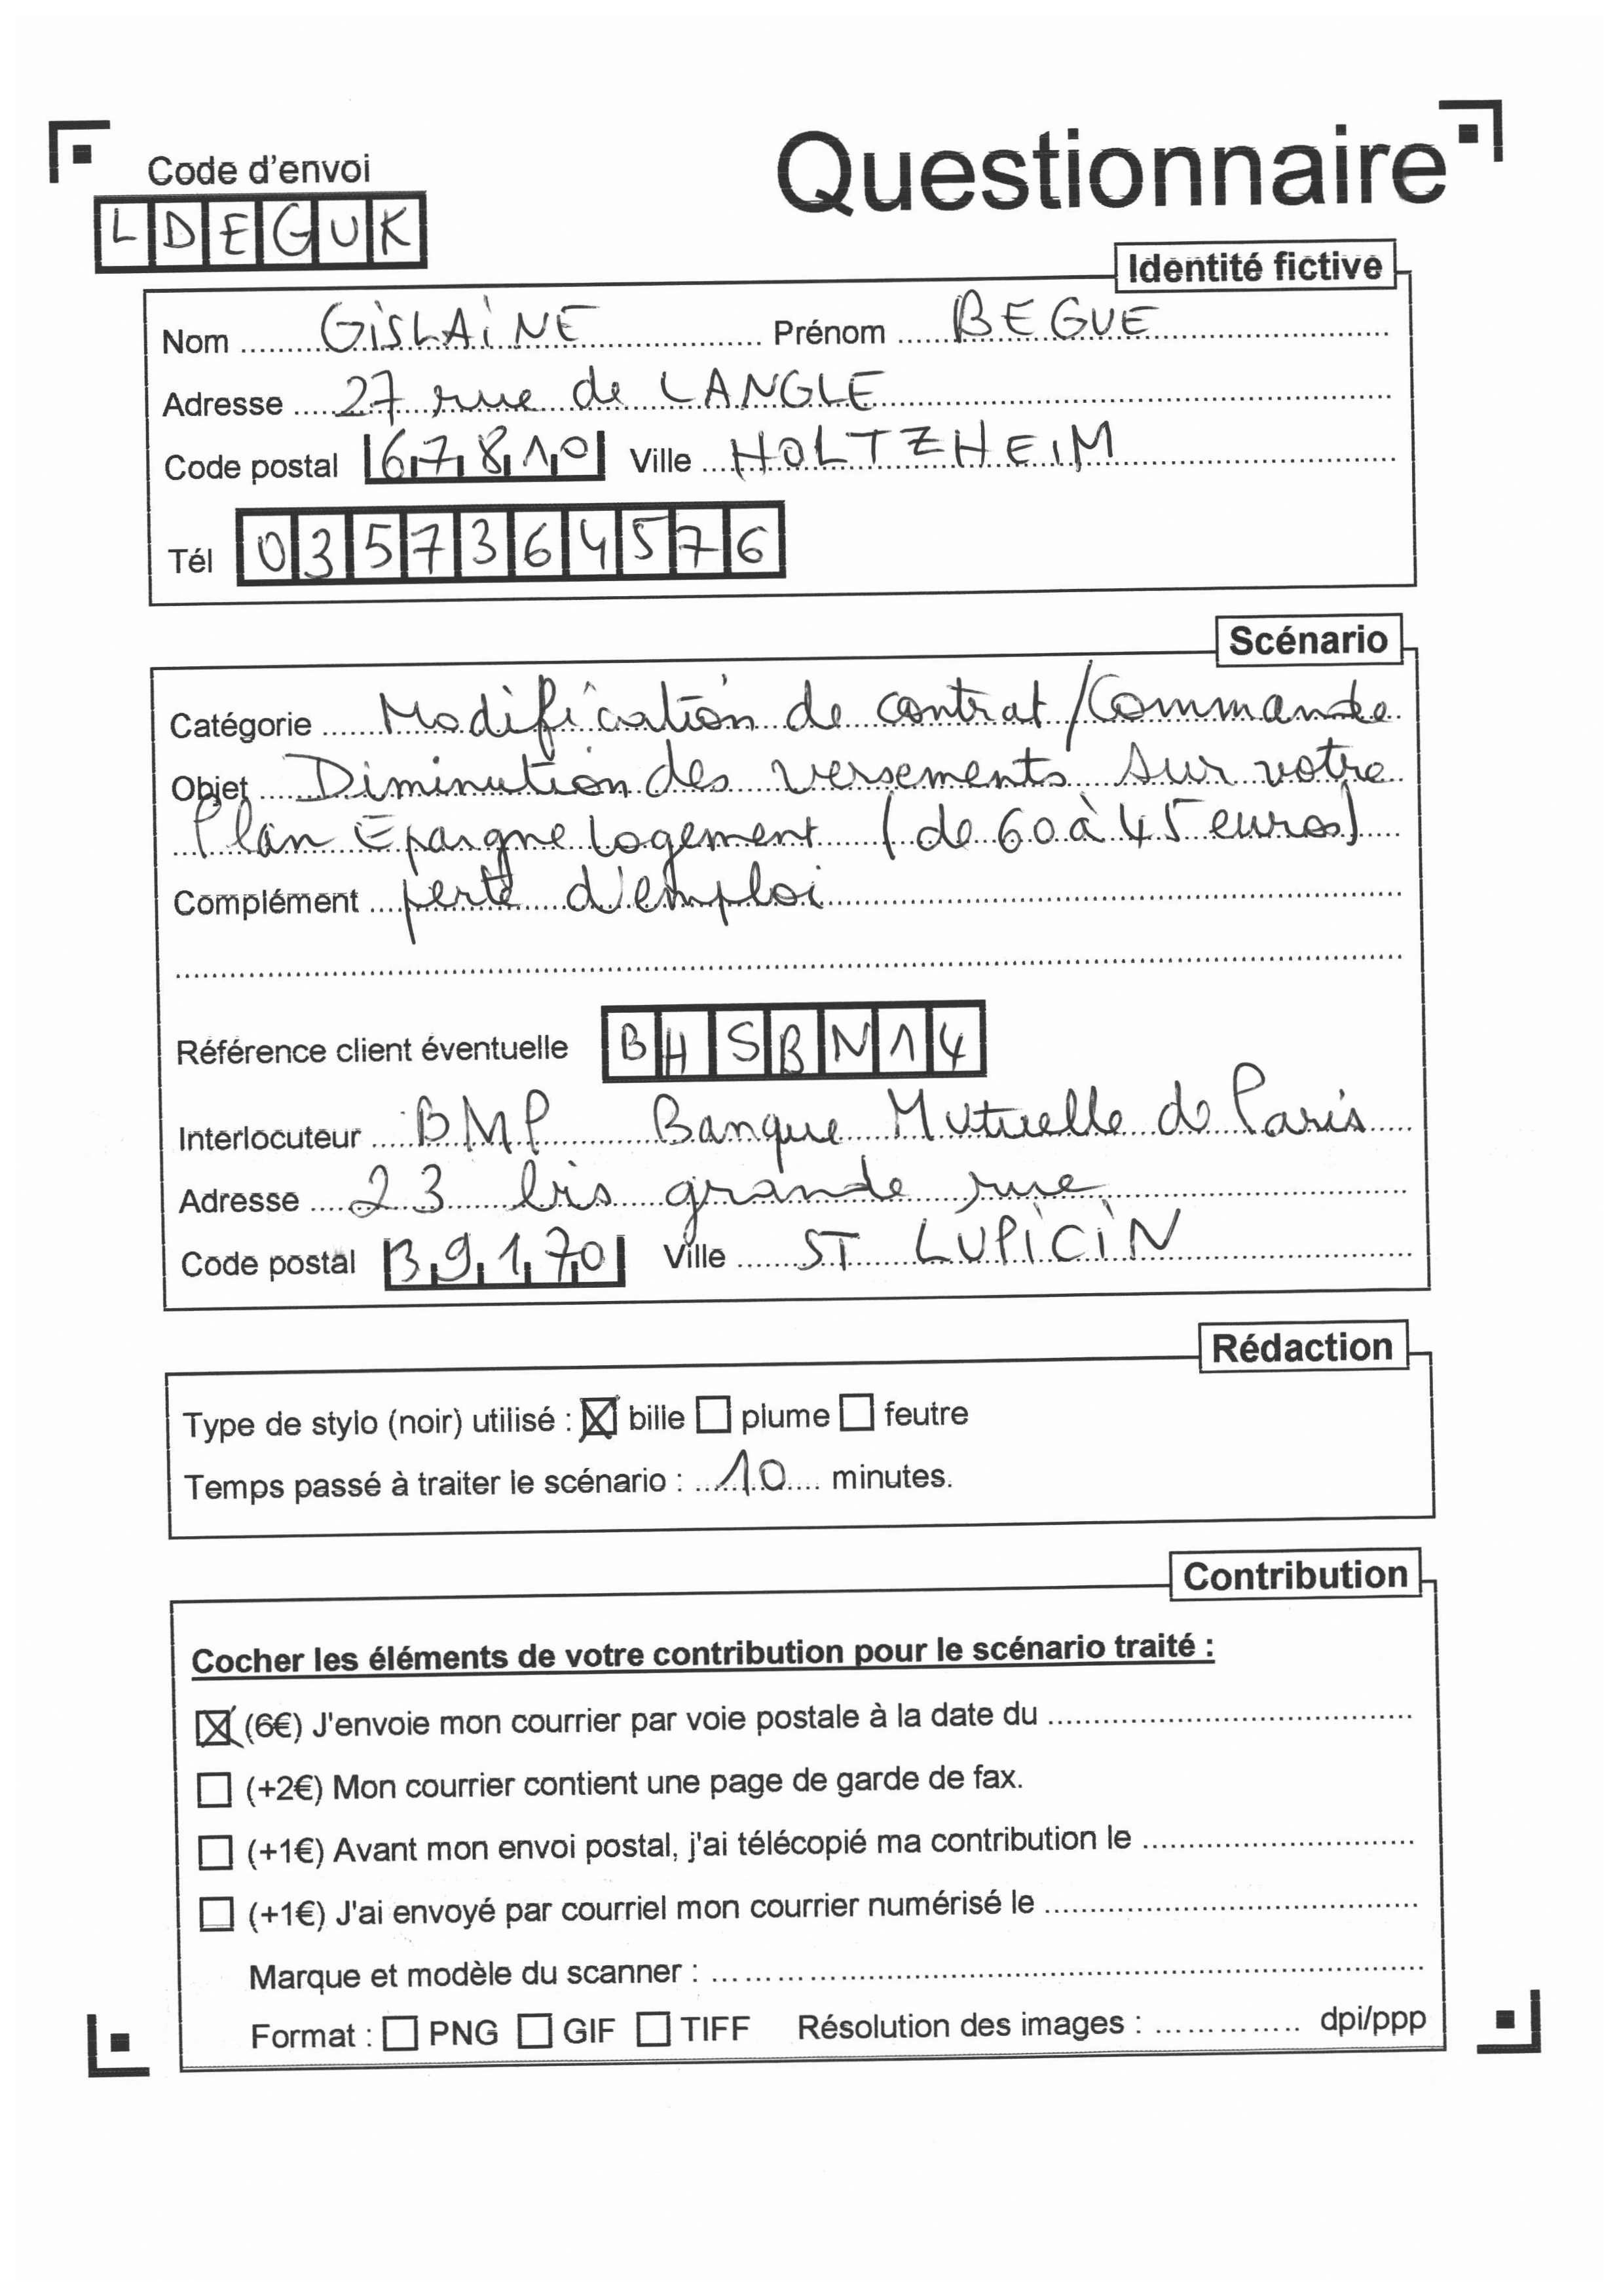 Questionnaire
Code d'envoi
LDEGUK
Identité fictive
Nom GISLAINE Prénom BEGUE
Adresse 27 rue de LANGLE
Code postal 67810 Ville HOLTZHEIM
Tél 0357364576
Scénario
Catégorie Modification de contrat / Commande
Objet Diminution des versements sur votre
Plan Epargne Logement (de 60 à 45 euros)
Complément perte d'emploi
Référence client éventuelle BHSBN14
Interlocuteur BMP Banque Mutuelle de Paris
Adresse 23 bis grande rue
Code postal 39170 Ville ST LUPICIN
Rédaction
Type de stylo (noir) utilisé : bille plume feutre
Temps passé à traiter le scénario : 10 minutes.
Contribution
Cocher les éléments de votre contribution pour le scénario traité :
(6€) J'envoie mon courrier par voie postale à la date du
(+2€) Mon courrier contient une page de garde de fax.
(+1€) Avant mon envoi postal, j'ai télécopié ma contribution le
(+1€) J'ai envoyé par courriel mon courrier numérisé le
Marque et modèle du scanner :
Format : PNG GIF TIFF Résolution des images : dpi/ppp